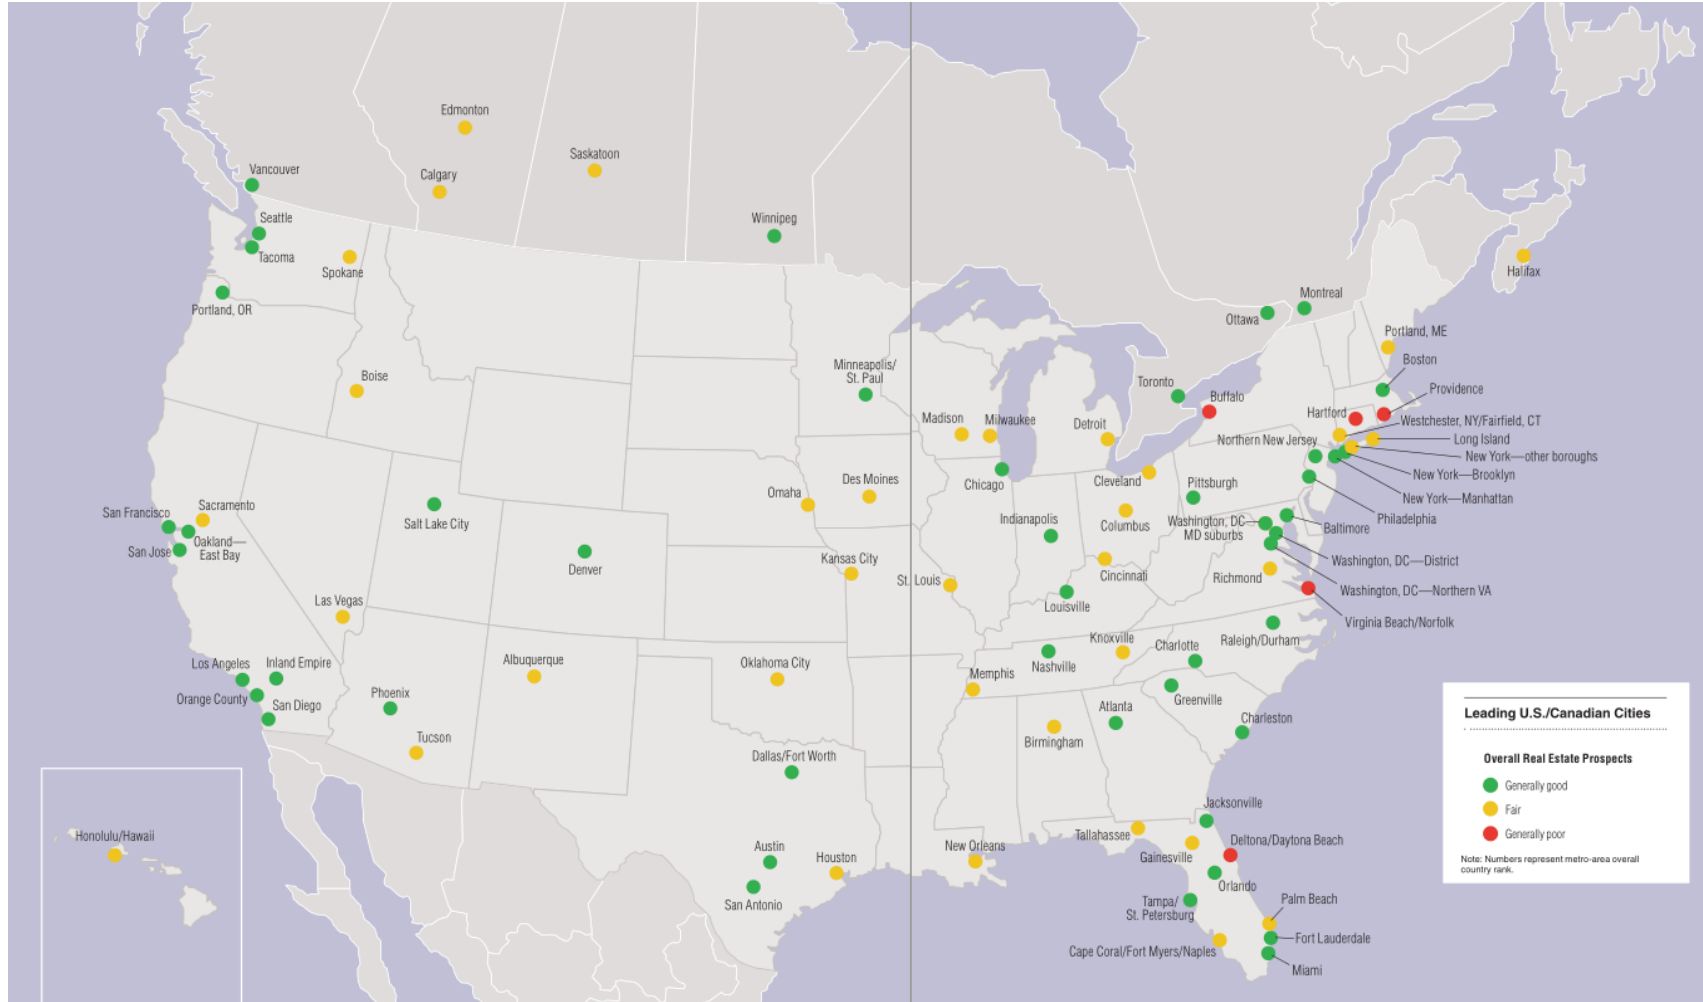 Edmonton
Saskatoon
Vancouver
Calgary
Seattle
Winnipeg
Tacoma
Spokane
Halifax
Montreal
Portland, OR
Ottawa
Portland, ME
Boston
Minneapolis/
St. Paul
Boise
Toronto
Providence
Buffalo
Hartford
Madison
Milwaukee
Detroit
Westchester, NY/Fairfield, CT
Northern New Jersey
Long Island
New York—other boroughs
New York—Brooklyn
New York—Manhattan
Chicago
Cleveland
Pittsburgh
Des Moines
Omaha
Sacramento
San Francisco
Salt Lake City
Indianapolis
Columbus
Washington, DC—
MD suburbs
Philadelphia
Baltimore
Oakland—
East Bay
San Jose
Denver
Kansas City
St. Louis
Cincinnati
Richmond
Washington, DC—District
Washington, DC—Northern VA
Las Vegas
Louisville
Virginia Beach/Norfolk
Raleigh/Durham
Knoxville
Charlotte
Nashville
Los Angeles
Inland Empire
Albuquerque
Oklahoma City
Memphis
Orange County
San Diego
Phoenix
Greenville
Atlanta
Charleston
Tucson
Birmingham
Dallas/Fort Worth
Jacksonville
Honolulu/Hawaii
Tallahassee
Deltona/Daytona Beach
Austin
Houston
New Orleans
Gainesville
Orlando
San Antonio
Tampa/
St. Petersburg
Palm Beach
Fort Lauderdale
Cape Coral/Fort Myers/Naples
Miami
Leading U.S./Canadian Cities
Overall Real Estate Prospects
Generally good
Fair
Generally poor
Note: Numbers represent metro-area overall
country rank.